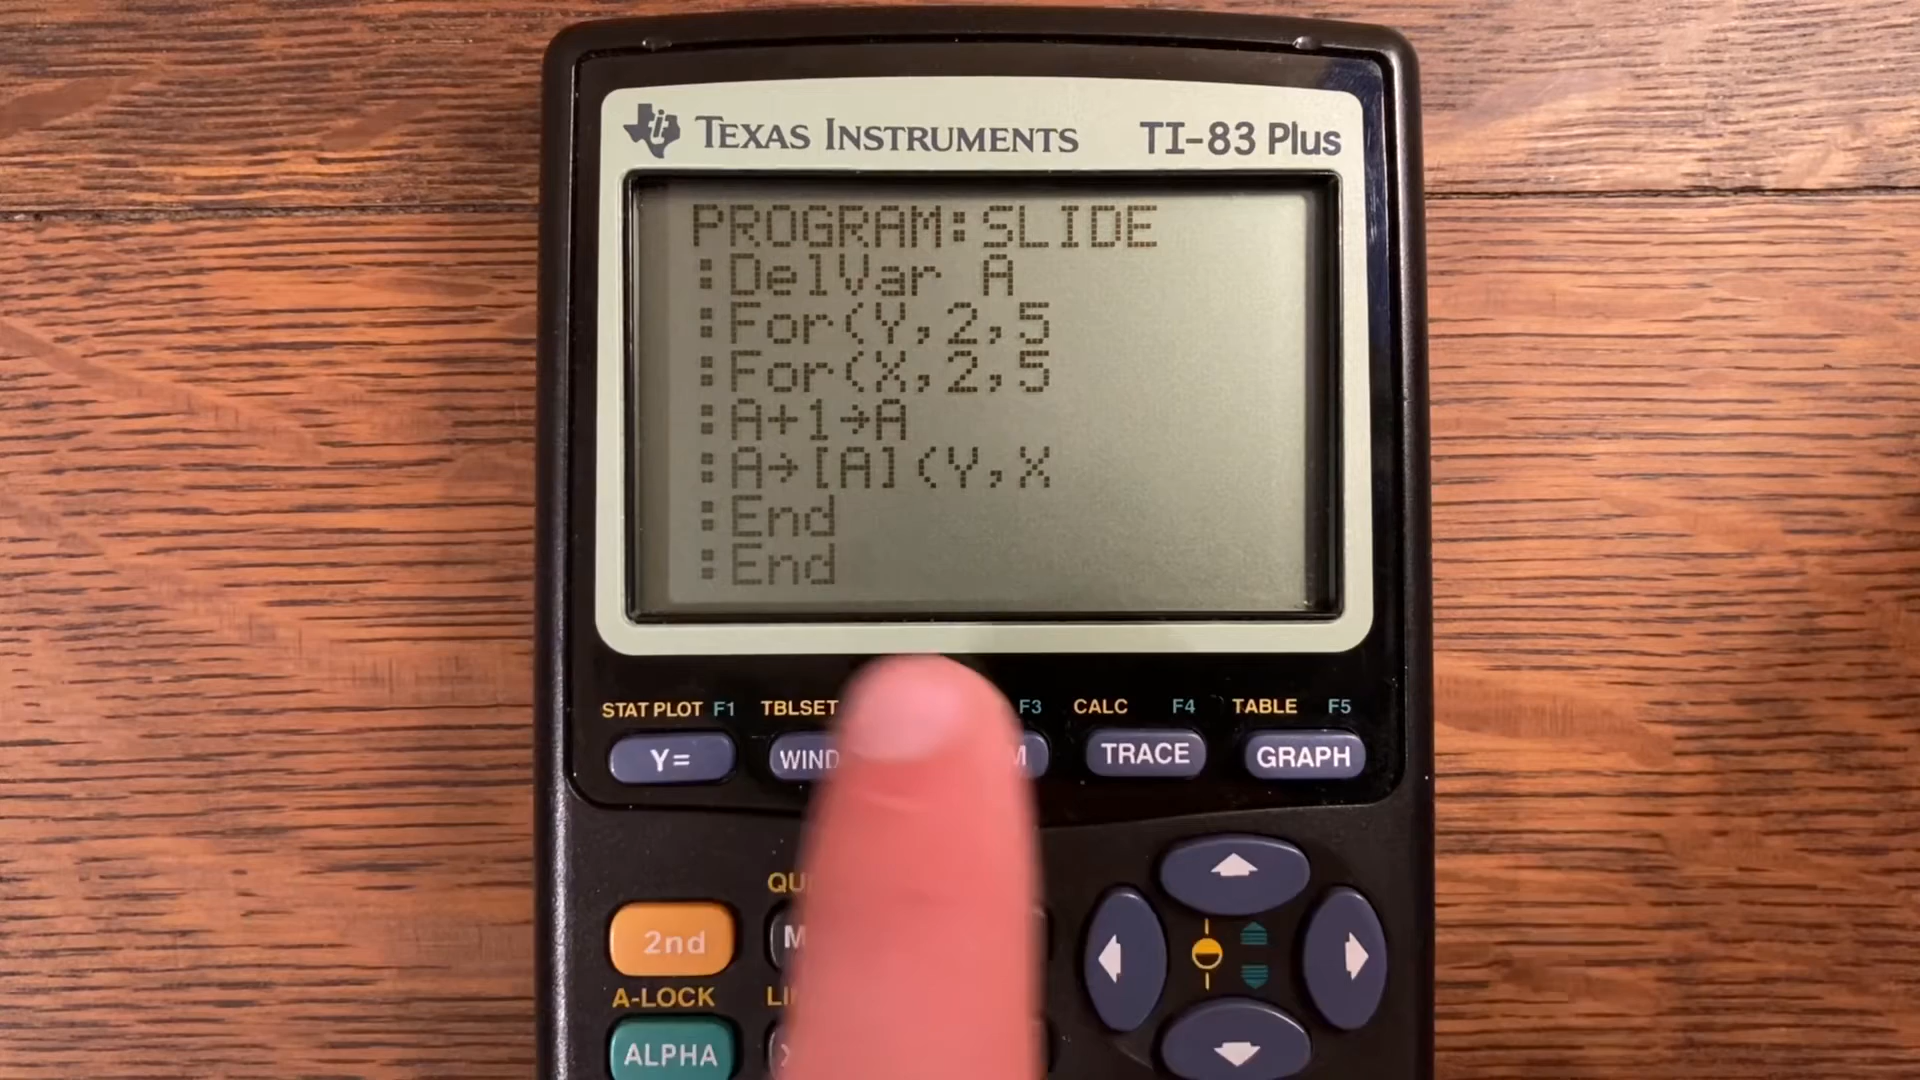 TEXAS INSTRUMENTS TI-83 Plus
PROGRAM:SLIDE
:DelVar A
:For(Y,2,5
:For(X,2,5
:A+1→A
:A→[A](Y,X
:End
:End
STAT PLOT F1 TBLSET F3 CALC F4 TABLE F5
Y= TRACE GRAPH
2nd
A-LOCK
ALPHA